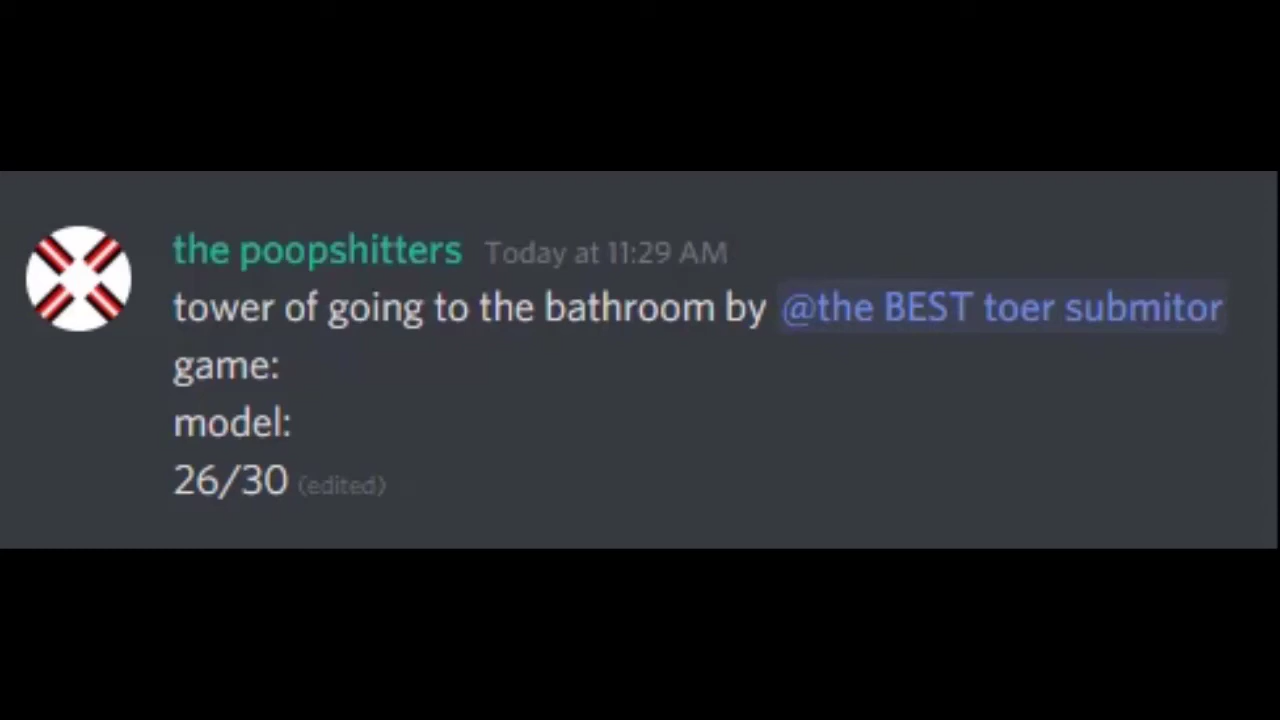 the poopshitters Today at 11:29 AM
tower of going to the bathroom by @the BEST toer submitor
game:
model:
26/30 (edited)